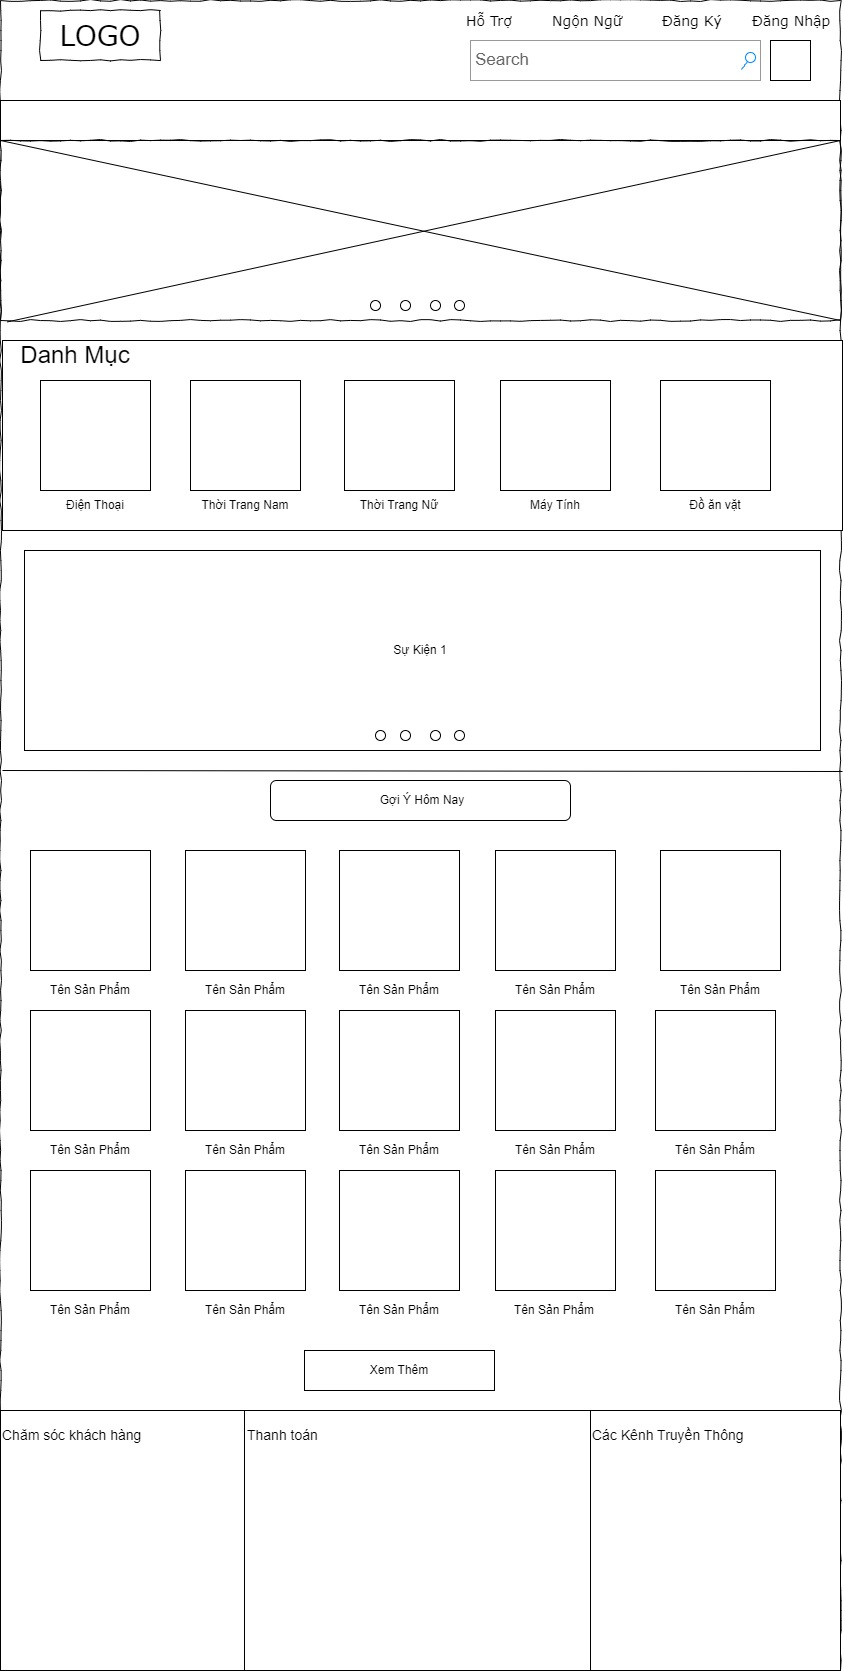 LOGO
Hỗ Trợ Ngộn Ngữ Đăng Ký Đăng Nhập
Search
Danh Mục
Điện Thoại Thời Trang Nam Thời Trang Nữ Máy Tính Đồ ăn vặt
Sự Kiện 1
Gợi Ý Hôm Nay
Tên Sản Phẩm Tên Sản Phẩm Tên Sản Phẩm Tên Sản Phẩm Tên Sản Phẩm
Tên Sản Phẩm Tên Sản Phẩm Tên Sản Phẩm Tên Sản Phẩm Tên Sản Phẩm
Tên Sản Phẩm Tên Sản Phẩm Tên Sản Phẩm Tên Sản Phẩm Tên Sản Phẩm
Xem Thêm
Chăm sóc khách hàng Thanh toán Các Kênh Truyền Thông